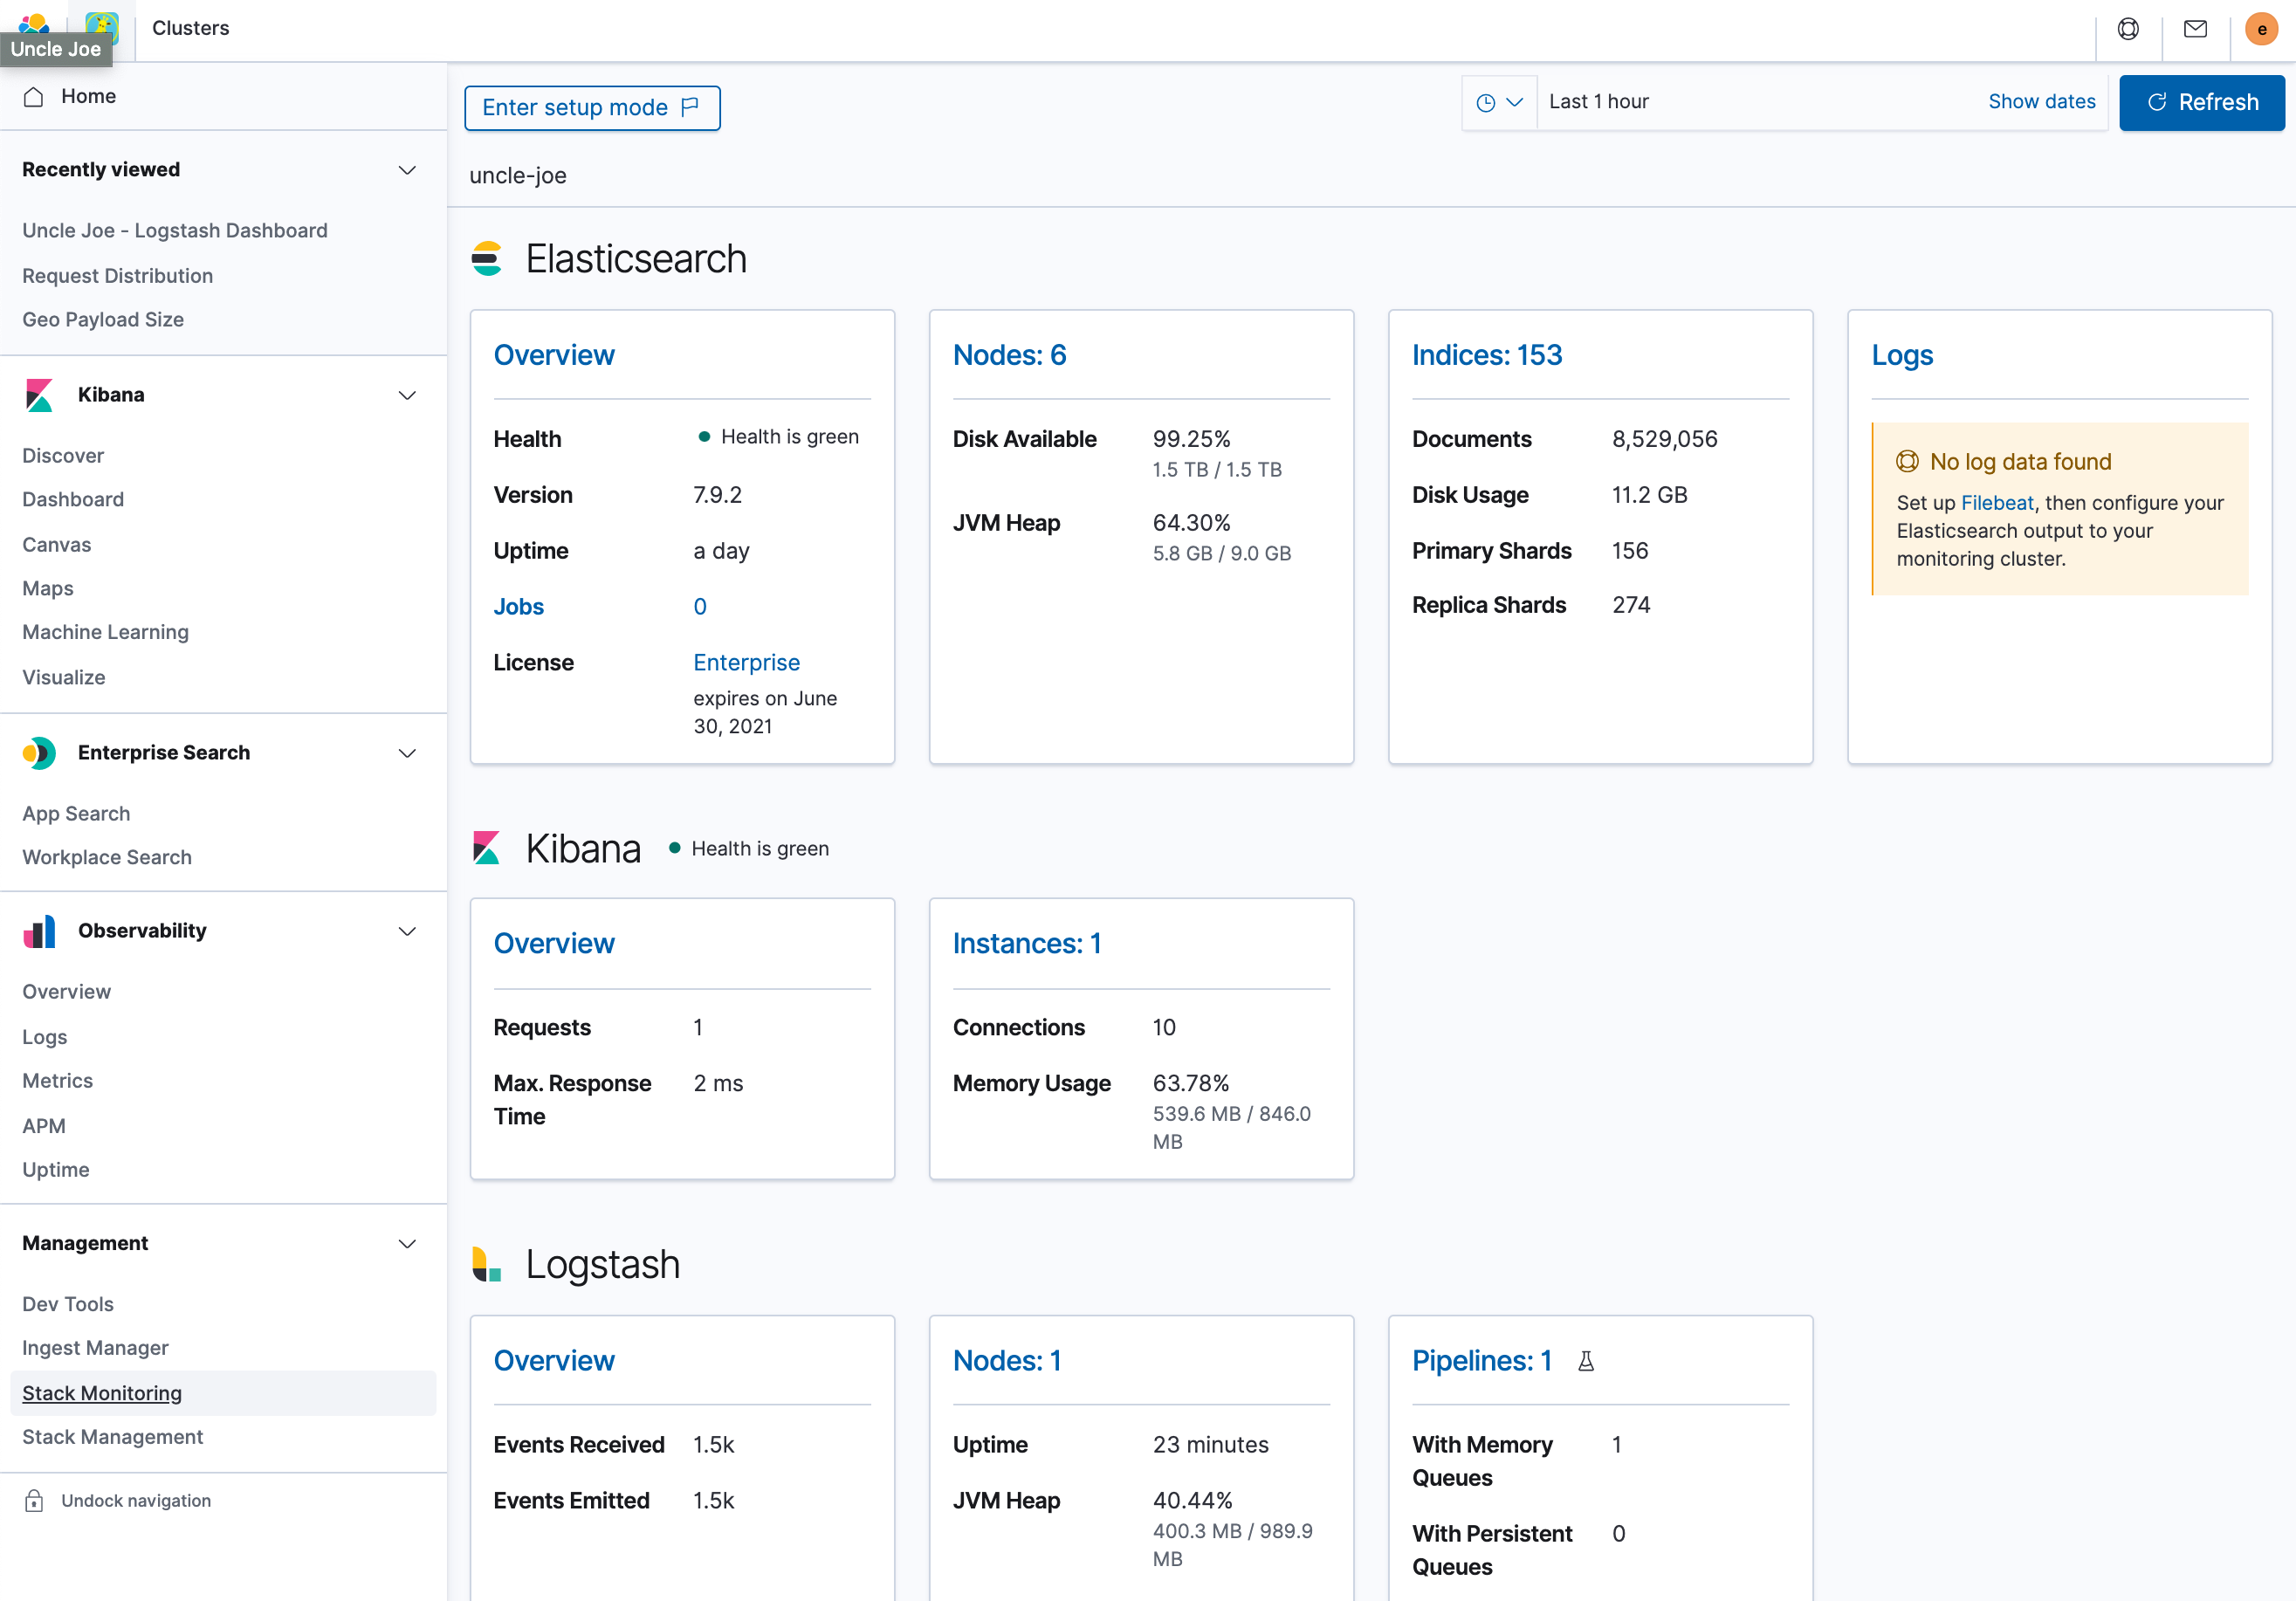 Clusters
e
Uncle Joe
Home
Recently viewed
Uncle Joe - Logstash Dashboard
Request Distribution
Geo Payload Size
Kibana
Discover
Dashboard
Canvas
Maps
Machine Learning
Visualize
Enterprise Search
App Search
Workplace Search
Observability
Overview
Logs
Metrics
APM
Uptime
Management
Dev Tools
Ingest Manager
Stack Monitoring
Stack Management
Undock navigation
Enter setup mode
Last 1 hour
Show dates
Refresh
uncle-joe
Elasticsearch
Overview
Health Health is green
Version 7.9.2
Uptime a day
Jobs 0
License Enterprise
expires on June
30, 2021
Nodes: 6
Disk Available 99.25%
1.5 TB / 1.5 TB
JVM Heap 64.30%
5.8 GB / 9.0 GB
Indices: 153
Documents 8,529,056
Disk Usage 11.2 GB
Primary Shards 156
Replica Shards 274
Logs
No log data found
Set up Filebeat, then configure your
Elasticsearch output to your
monitoring cluster.
Kibana Health is green
Overview
Requests 1
Max. Response 2 ms
Time
Instances: 1
Connections 10
Memory Usage 63.78%
539.6 MB / 846.0
MB
Logstash
Overview
Events Received 1.5k
Events Emitted 1.5k
Nodes: 1
Uptime 23 minutes
JVM Heap 40.44%
400.3 MB / 989.9
MB
Pipelines: 1
With Memory 1
Queues
With Persistent 0
Queues